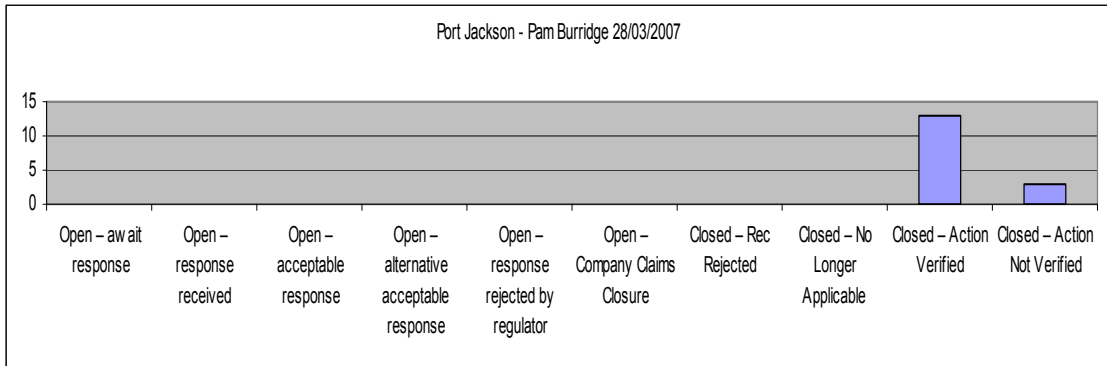 Port Jackson - Pam Burridge 28/03/2007
15
10
5
0
Open – await
response
Open –
response
received
Open –
acceptable
response
Open –
alternative
acceptable
response
Open –
response
rejected by
regulator
Open –
Company Claims
Closure
Closed – Rec
Rejected
Closed – No
Longer
Applicable
Closed – Action
Verified
Closed – Action
Not Verified